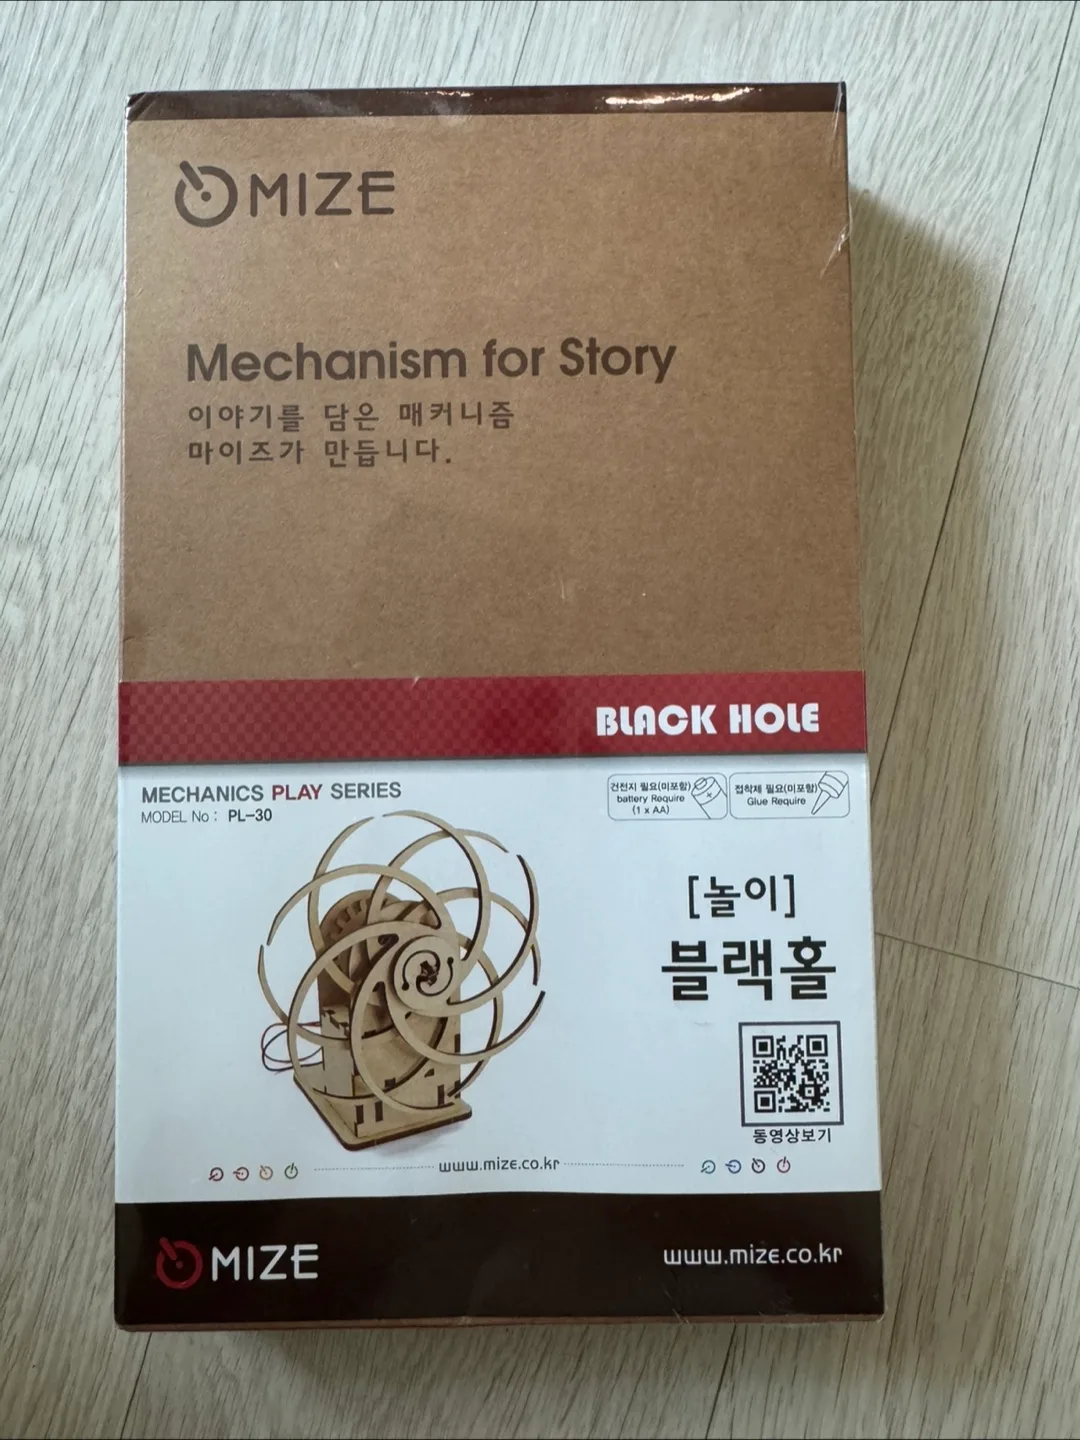 MIZE
Mechanism for Story
이야기를 담은 매커니즘
마이즈가 만듭니다.
BLACK HOLE
MECHANICS PLAY SERIES
MODEL No : PL-30
건전지 필요(미포함)
battery Require
(1 x AA)
접착제 필요(미포함)
Glue Require
[놀이]
블랙홀
동영상보기
www.mize.co.kr
MIZE
www.mize.co.kr